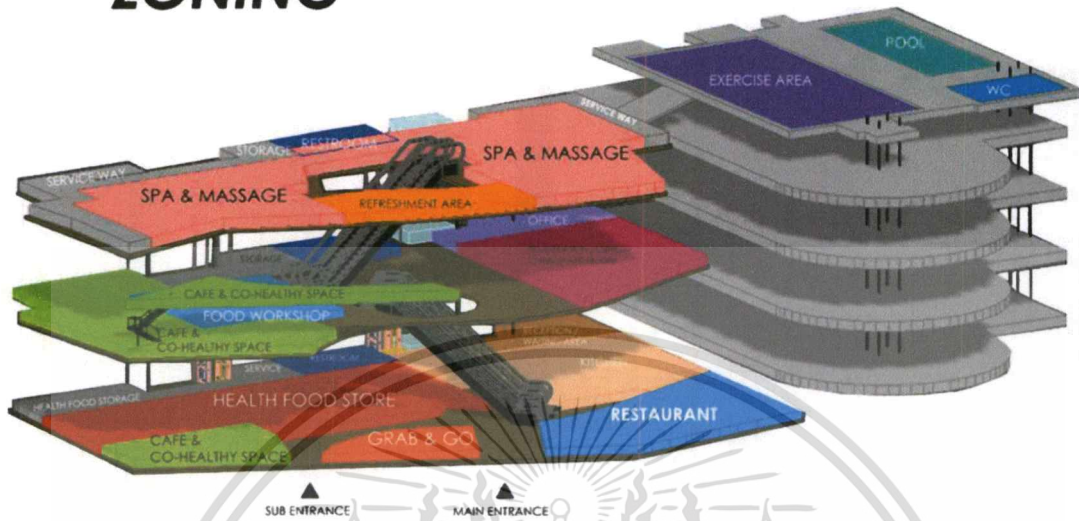 ZONING
POOL
EXERCISE AREA
WC
SERVICE WAY
STORAGE
RESTROOM
SPA & MASSAGE
SERVICE WAY
SPA & MASSAGE
REFRESHMENT AREA
OFFICE
STORAGE
CAFE & CO-HEALTHY SPACE
FOOD WORKSHOP
CAFE &
CO-HEALTHY SPACE
RESTROOM
SERVICE
HEALTH FOOD STORAGE
HEALTH FOOD STORE
RESTAURANT
CAFE &
CO-HEALTHY SPACE
GRAB & GO
SUB ENTRANCE
MAIN ENTRANCE